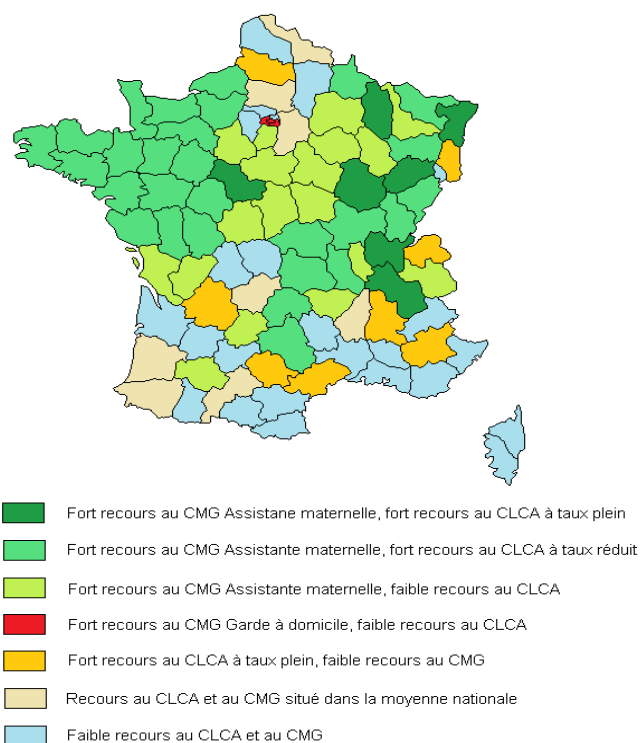 Fort recours au CMG Assistane maternelle, fort recours au CLCA à taux plein
Fort recours au CMG Assistante maternelle, fort recours au CLCA à taux réduit
Fort recours au CMG Assistante maternelle, faible recours au CLCA
Fort recours au CMG Garde à domicile, faible recours au CLCA
Fort recours au CLCA à taux plein, faible recours au CMG
Recours au CLCA et au CMG situé dans la moyenne nationale
Faible recours au CLCA et au CMG